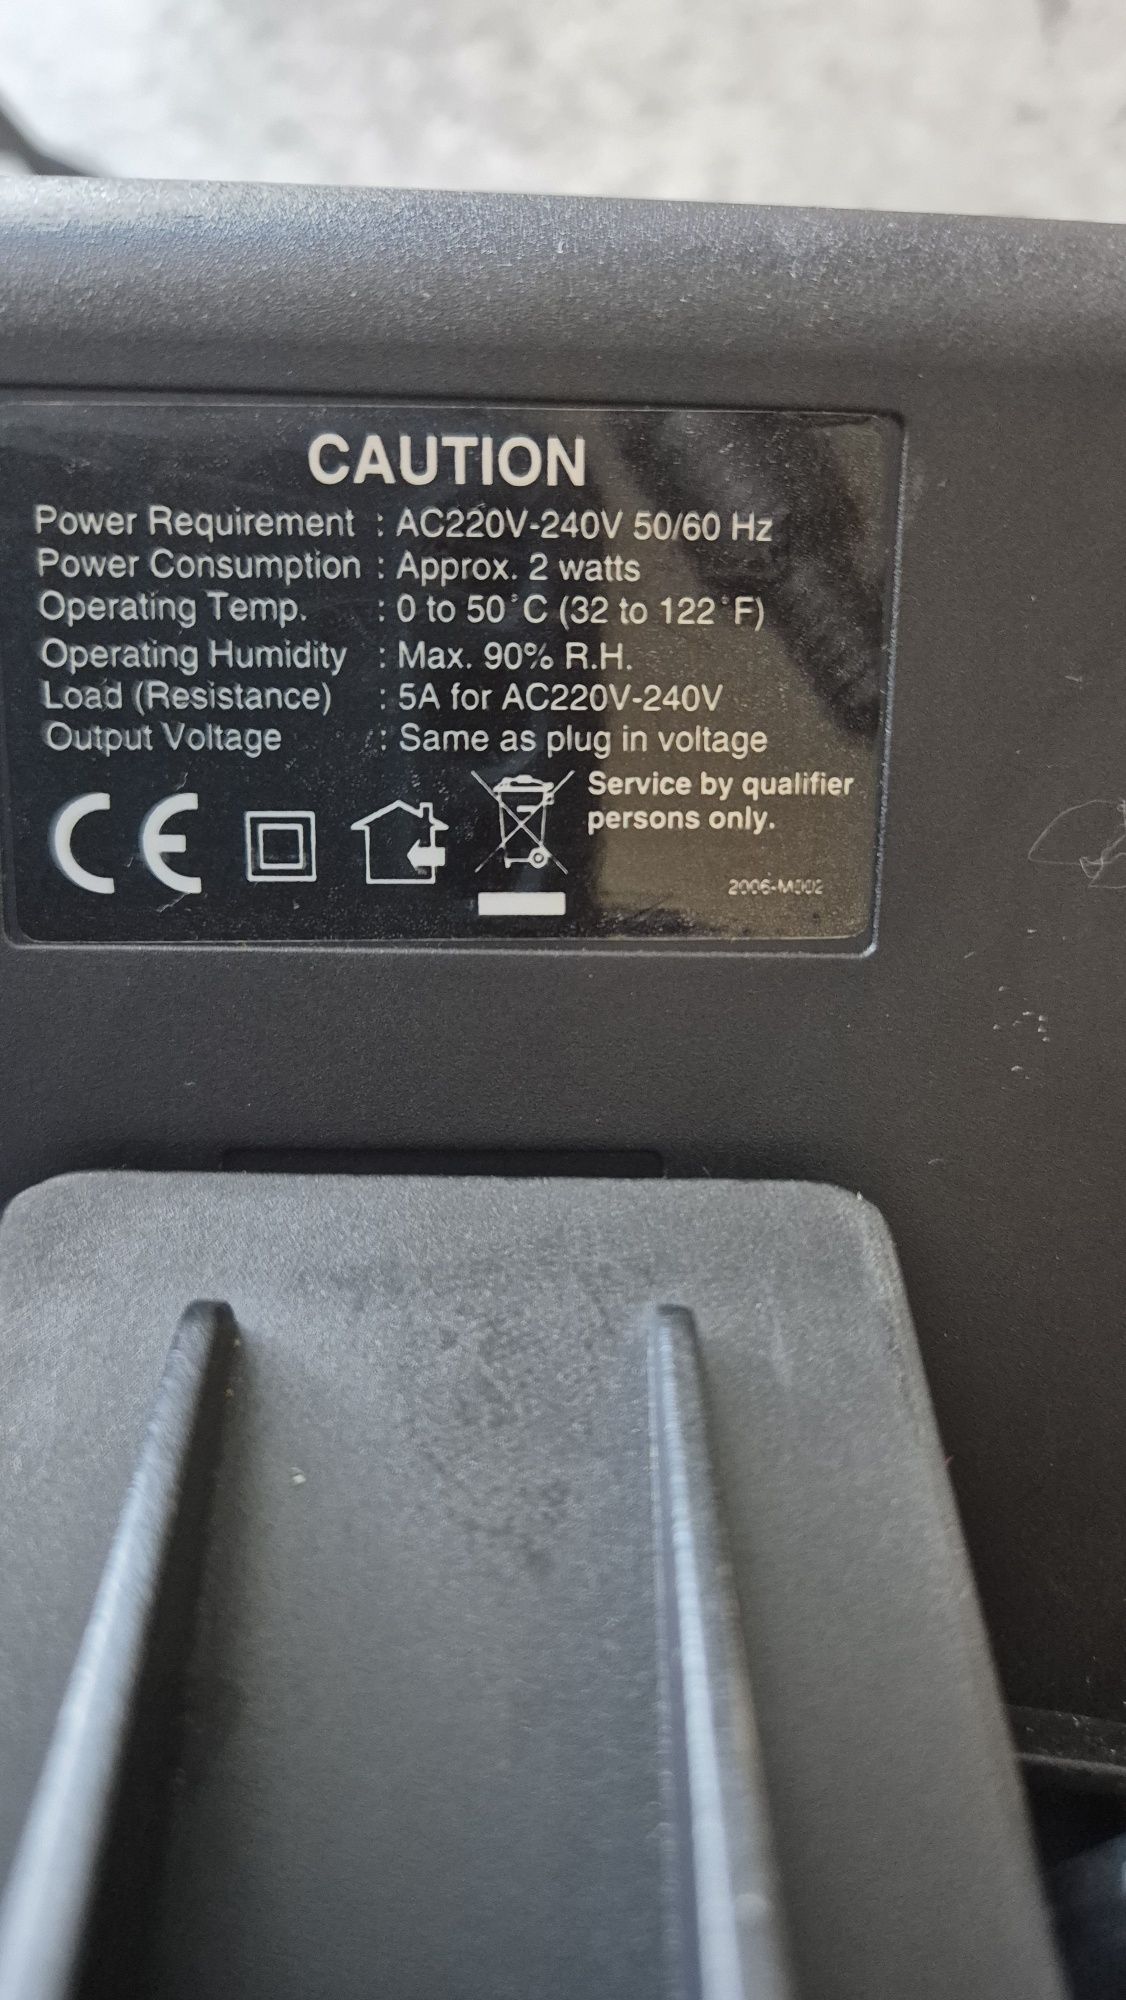 CAUTION
Power Requirement : AC220V-240V 50/60 Hz
Power Consumption : Approx. 2 watts
Operating Temp. : 0 to 50°C (32 to 122°F)
Operating Humidity : Max. 90% R.H.
Load (Resistance) : 5A for AC220V-240V
Output Voltage : Same as plug in voltage
CE
Service by qualifier
persons only.
2006-M002